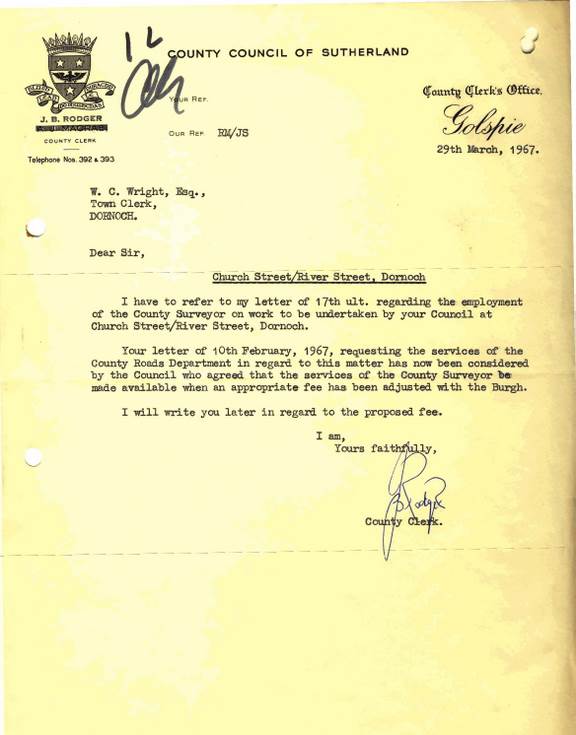 12
COUNTY COUNCIL OF SUTHERLAND
YOUR REF.
County Clerk's Office,
J. B. RODGER
Golspie
COUNTY CLERK
OUR REF. RM/JS
29th March, 1967.
Telephone Nos. 392 & 393
W. C. Wright, Esq.,
Town Clerk,
DORNOCH.
Dear Sir,
Church Street/River Street, Dornoch
I have to refer to my letter of 17th ult. regarding the employment
of the County Surveyor on work to be undertaken by your Council at
Church Street/River Street, Dornoch.
Your letter of 10th February, 1967, requesting the services of the
County Roads Department in regard to this matter has now been considered
by the Council who agreed that the services of the County Surveyor be
made available when an appropriate fee has been adjusted with the Burgh.
I will write you later in regard to the proposed fee.
I am,
Yours faithfully,
County Clerk.